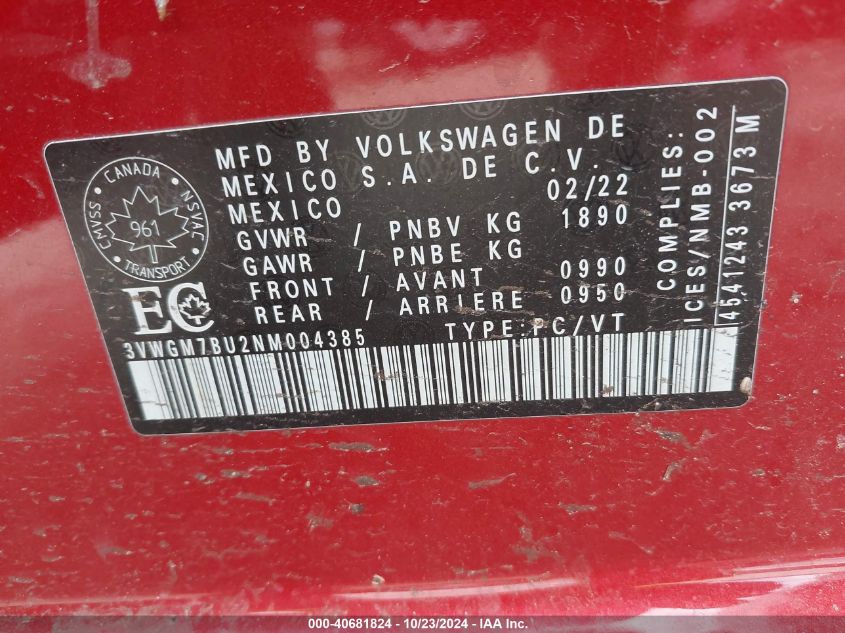 MFD BY VOLKSWAGEN DE
MEXICO S.A. DE C.V.
MEXICO 02/22
GVWR / PNBV KG 1890
GAWR / PNBE KG
FRONT / AVANT 0990
REAR / ARRIERE 0950
TYPE:PC/VT
3VWGM7BU2NM004385
CANADA
CMVSS
NSVAC
961
TRANSPORT
EC
COMPLIES:
ICES/NMB-002
4541243 3673 M
000-40681824 - 10/23/2024 - IAA Inc.